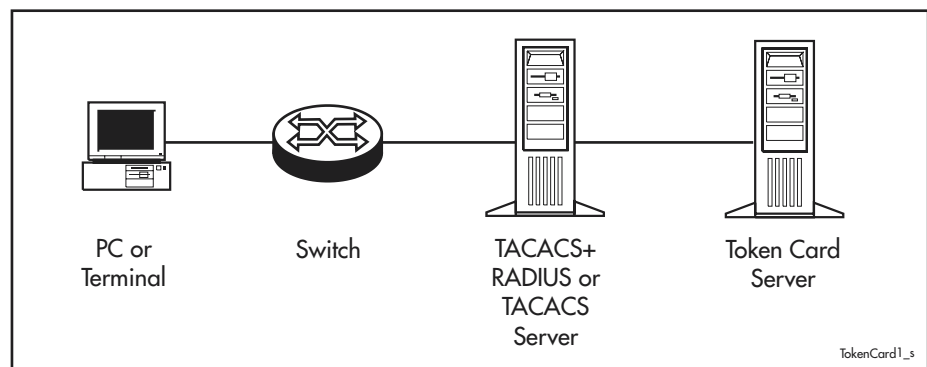 PC or
Terminal
Switch
TACACS+
RADIUS or
TACACS
Server
Token Card
Server
TokenCard1_s